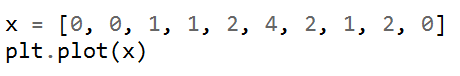 x = [0, 0, 1, 1, 2, 4, 2, 1, 2, 0]
plt.plot(x)